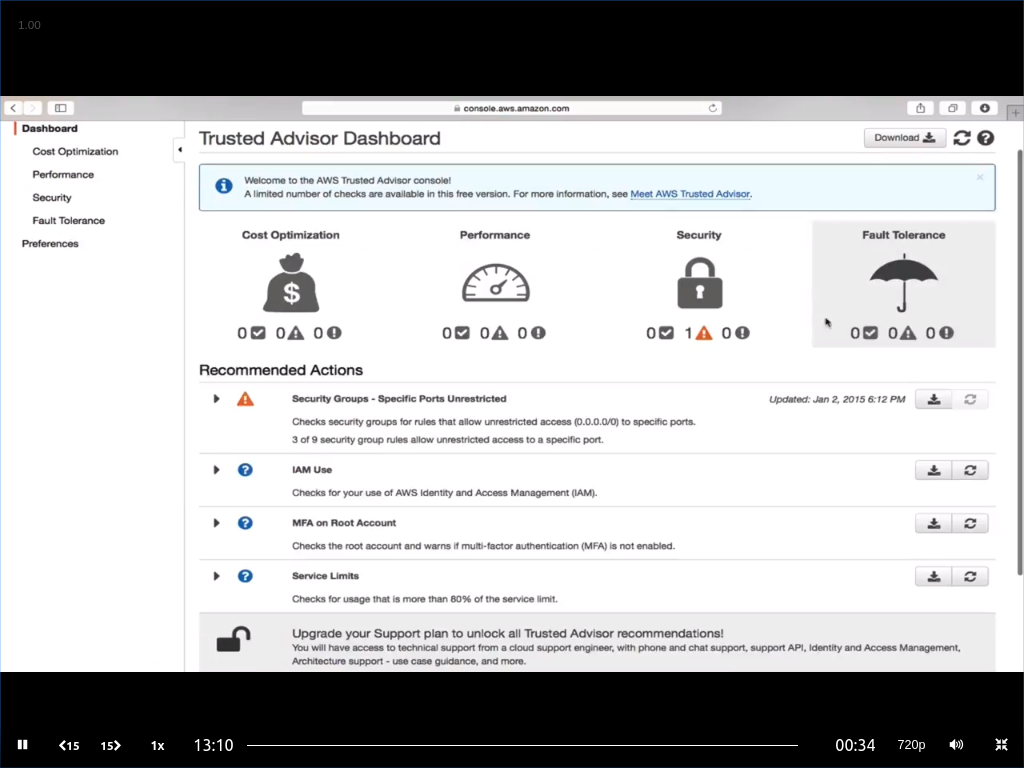 1.00
console.aws.amazon.com
Dashboard
Cost Optimization
Performance
Security
Fault Tolerance
Preferences
Trusted Advisor Dashboard
Download
Welcome to the AWS Trusted Advisor console!
A limited number of checks are available in this free version. For more information, see Meet AWS Trusted Advisor.
Cost Optimization
Performance
Security
Fault Tolerance
$
0 0 0
0 0 0
0 1 0
0 0 0
Recommended Actions
Security Groups - Specific Ports Unrestricted
Updated: Jan 2, 2015 6:12 PM
Checks security groups for rules that allow unrestricted access (0.0.0.0/0) to specific ports.
3 of 9 security group rules allow unrestricted access to a specific port.
IAM Use
Checks for your use of AWS Identity and Access Management (IAM).
MFA on Root Account
Checks the root account and warns if multi-factor authentication (MFA) is not enabled.
Service Limits
Checks for usage that is more than 80% of the service limit.
Upgrade your Support plan to unlock all Trusted Advisor recommendations!
You will have access to technical support from a cloud support engineer, with phone and chat support, support API, Identity and Access Management,
Architecture support - use case guidance, and more.
15 15 1x 13:10 00:34 720p